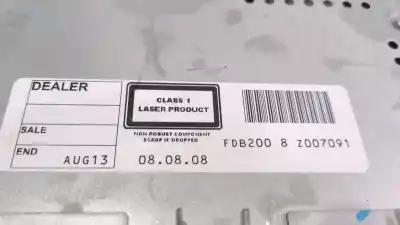 DEALER
SALE
END
AUG13
CLASS 1
LASER PRODUCT
NON-ROBUST COMPONENT
SCRAP IF DROPPED
08.08.08
FDB200 8 Z007091